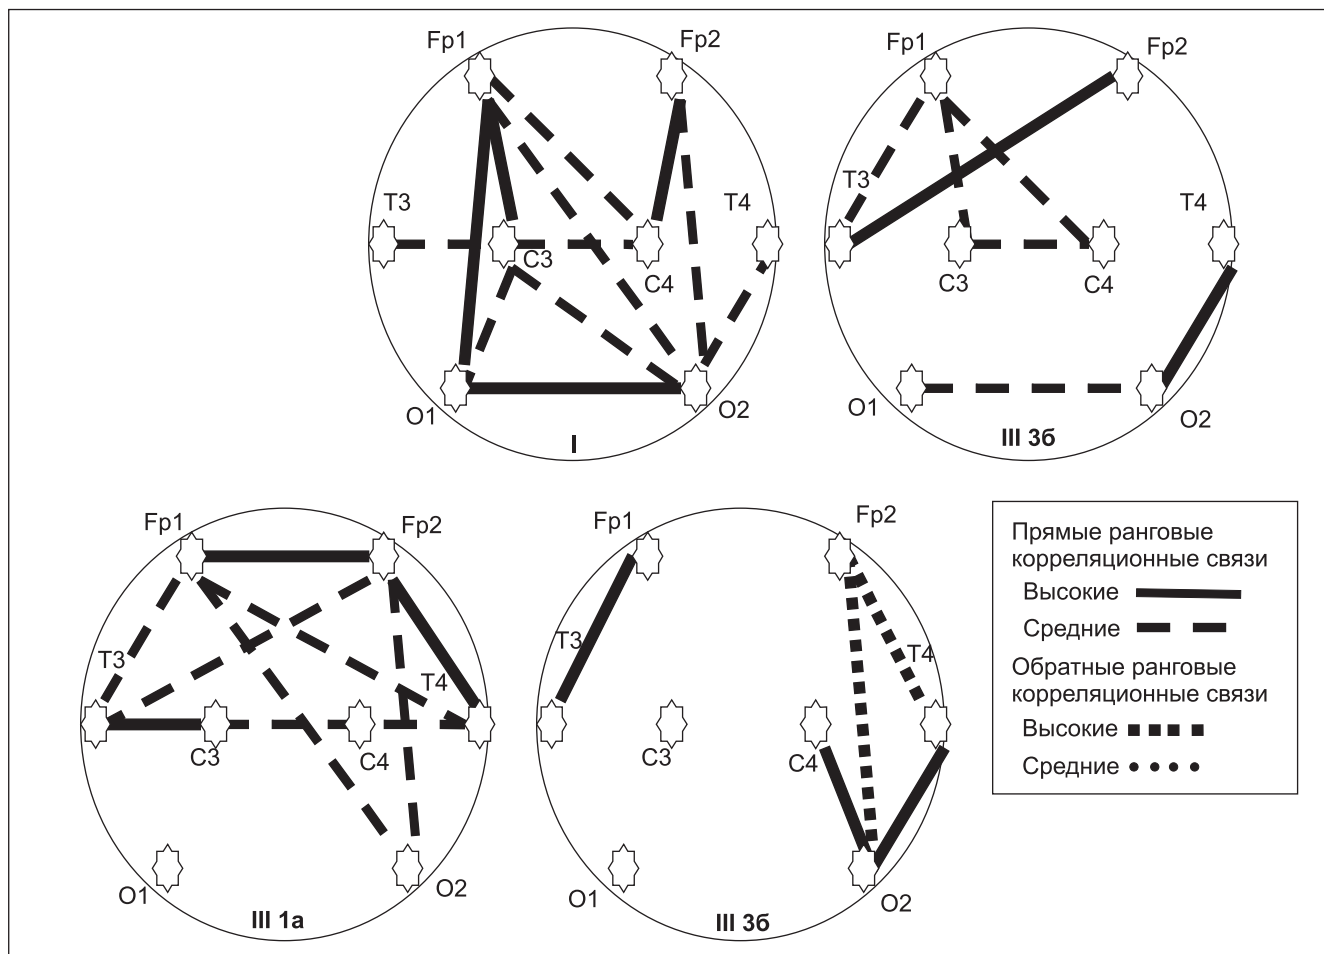 Fp1
Fp2
T3
T4
C3
C4
O1
O2
I
Fp1
Fp2
T3
T4
C3
C4
O1
O2
III 3б
Fp1
Fp2
T3
T4
C3
C4
O1
O2
III 1а
Fp1
Fp2
T3
T4
C3
C4
O1
O2
III 3б
Прямые ранговые
корреляционные связи
Высокие
Средние
Обратные ранговые
корреляционные связи
Высокие
Средние